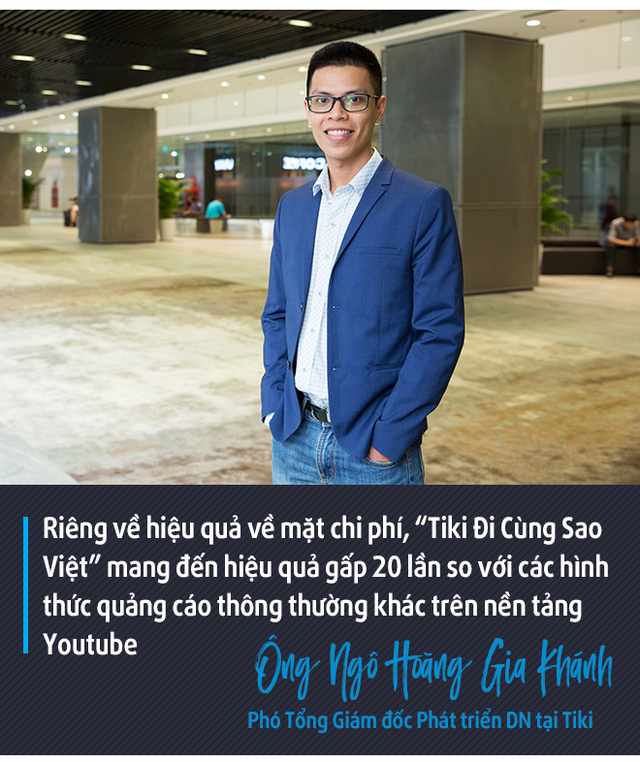 Riêng về hiệu quả về mặt chi phí, “Tiki Đi Cùng Sao
Việt” mang đến hiệu quả gấp 20 lần so với các hình
thức quảng cáo thông thường khác trên nền tảng
Youtube
Ông Ngô Hoàng Gia Khánh
Phó Tổng Giám đốc Phát triển DN tại Tiki